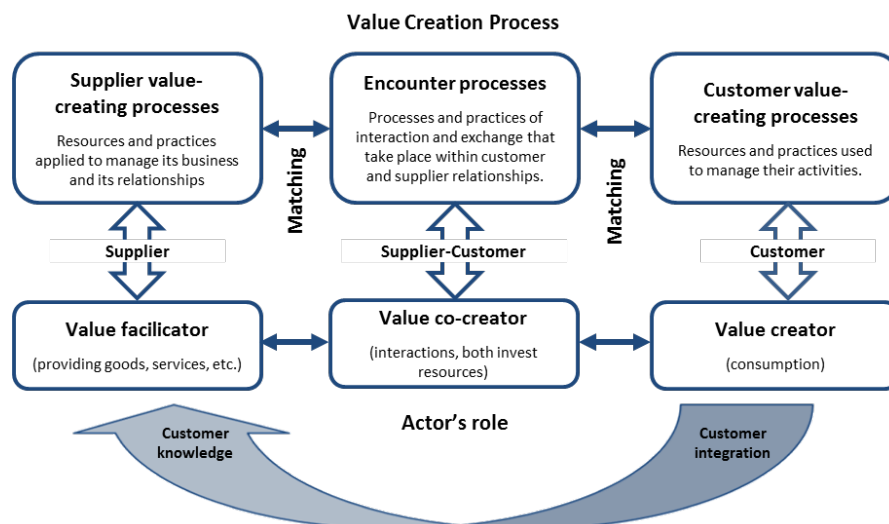 Value Creation Process
Supplier value-
creating processes
Resources and practices
applied to manage its business
and its relationships
Matching
Encounter processes
Processes and practices of
interaction and exchange that
take place within customer
and supplier relationships.
Matching
Customer value-
creating processes
Resources and practices used
to manage their activities.
Supplier
Supplier-Customer
Customer
Value facilicator
(providing goods, services, etc.)
Value co-creator
(interactions, both invest
resources)
Value creator
(consumption)
Actor's role
Customer
knowledge
Customer
integration